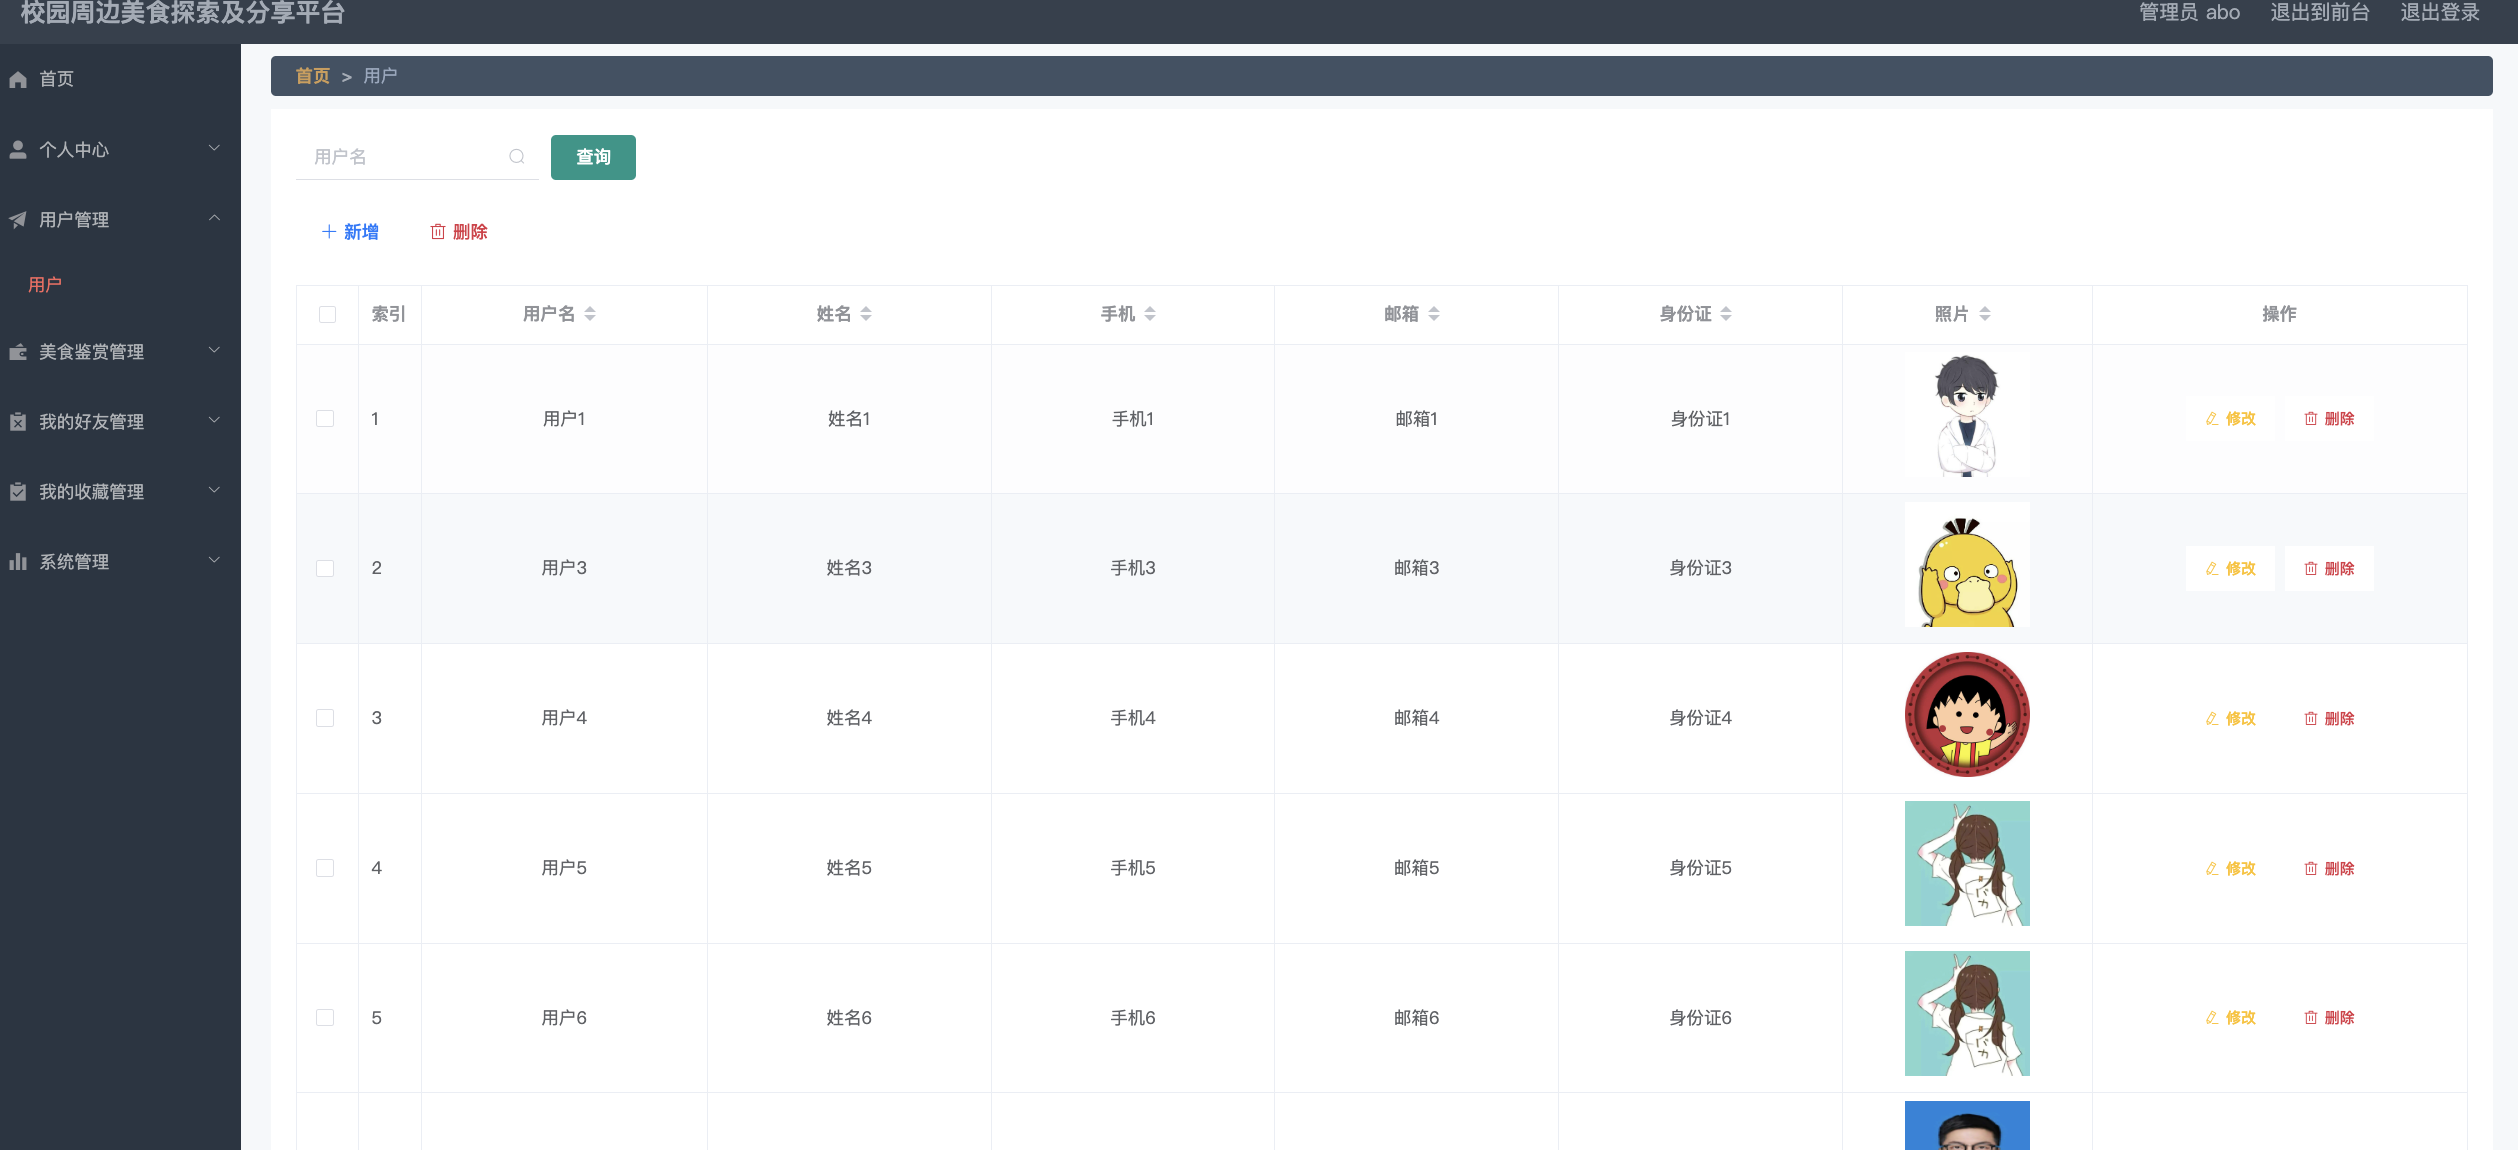 校园周边美食探索及分享平台
管理员 abo 退出到前台 退出登录
首页
个人中心
用户管理
用户
美食鉴赏管理
我的好友管理
我的收藏管理
系统管理
首页 > 用户
用户名 查询
新增 删除
索引 用户名 姓名 手机 邮箱 身份证 照片 操作
1 用户1 姓名1 手机1 邮箱1 身份证1 修改 删除
2 用户3 姓名3 手机3 邮箱3 身份证3 修改 删除
3 用户4 姓名4 手机4 邮箱4 身份证4 修改 删除
4 用户5 姓名5 手机5 邮箱5 身份证5 修改 删除
5 用户6 姓名6 手机6 邮箱6 身份证6 修改 删除